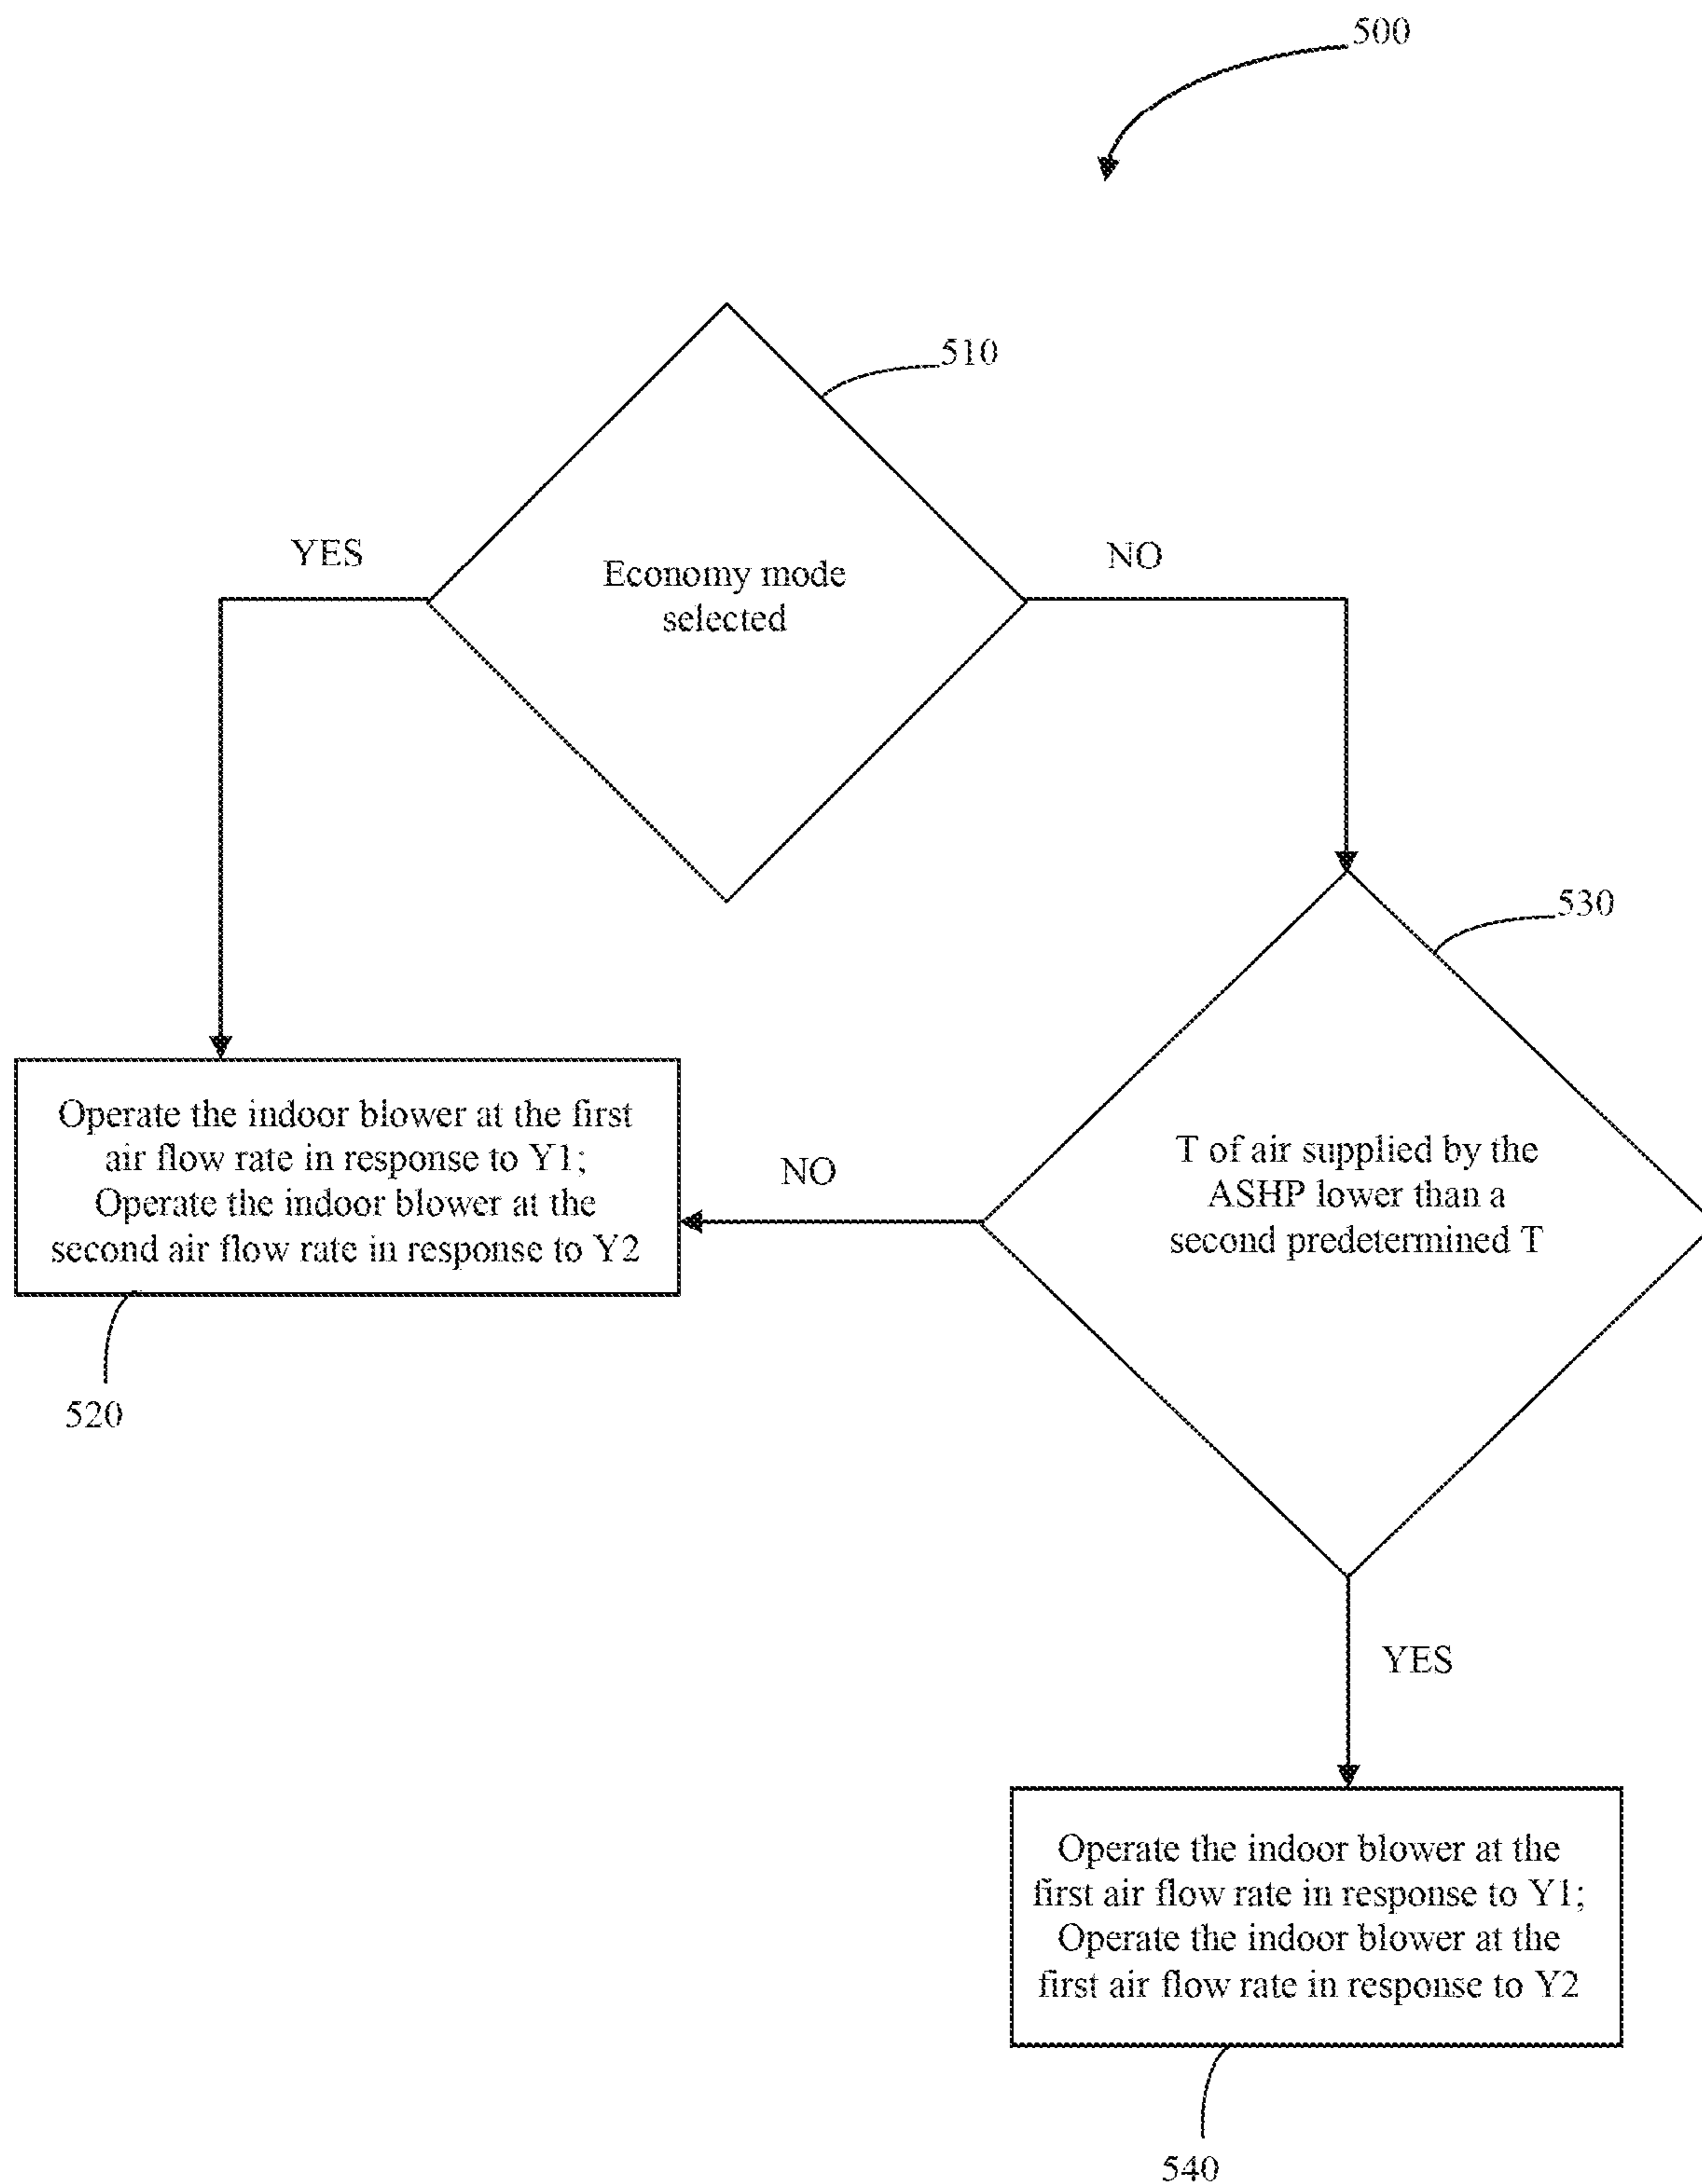 500
510
YES
NO
Economy mode
selected
530
Operate the indoor blower at the first
air flow rate in response to Y1;
Operate the indoor blower at the
second air flow rate in response to Y2
NO
T of air supplied by the
ASHP lower than a
second predetermined T
520
YES
Operate the indoor blower at the
first air flow rate in response to Y1;
Operate the indoor blower at the
first air flow rate in response to Y2
540